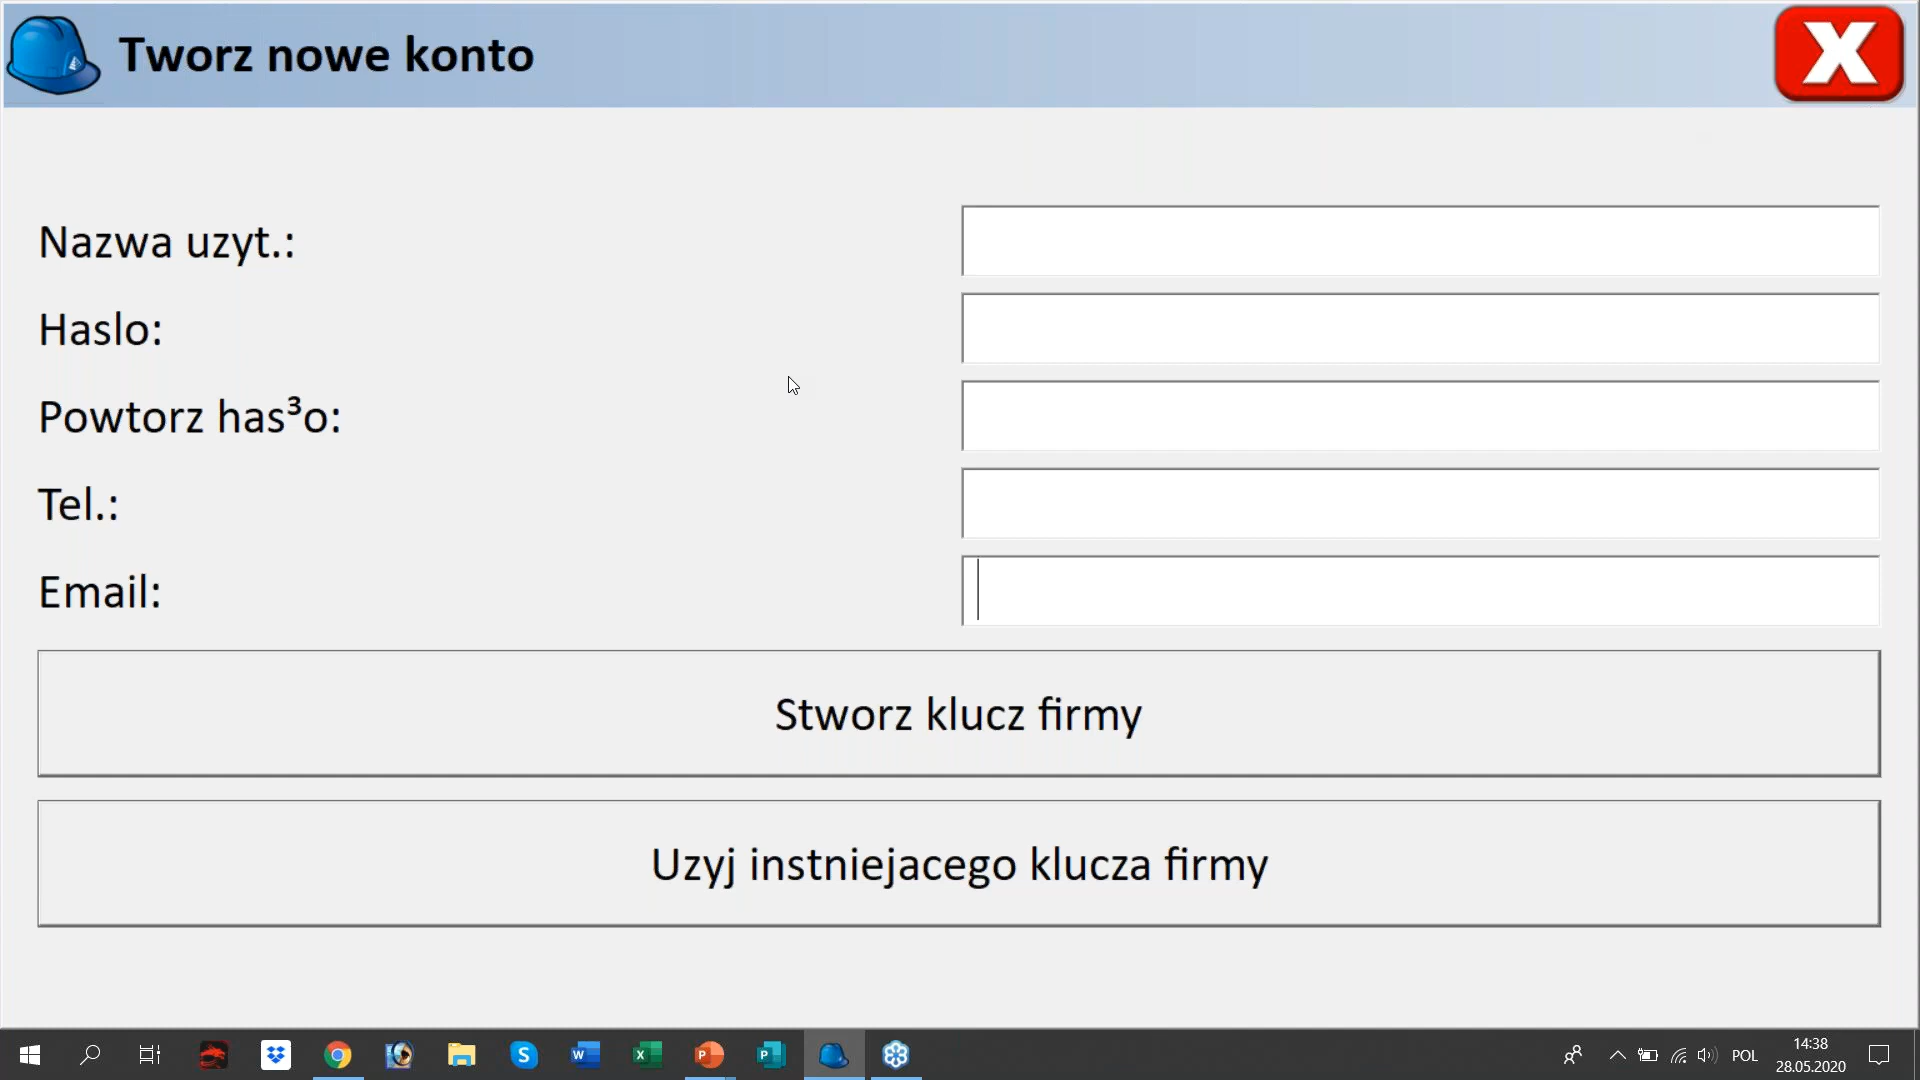 Tworz nowe konto
X
Nazwa uzyt.:
Haslo:
Powtorz has³o:
Tel.:
Email:
Stworz klucz firmy
Uzyj instniejacego klucza firmy
POL
14:38
28.05.2020